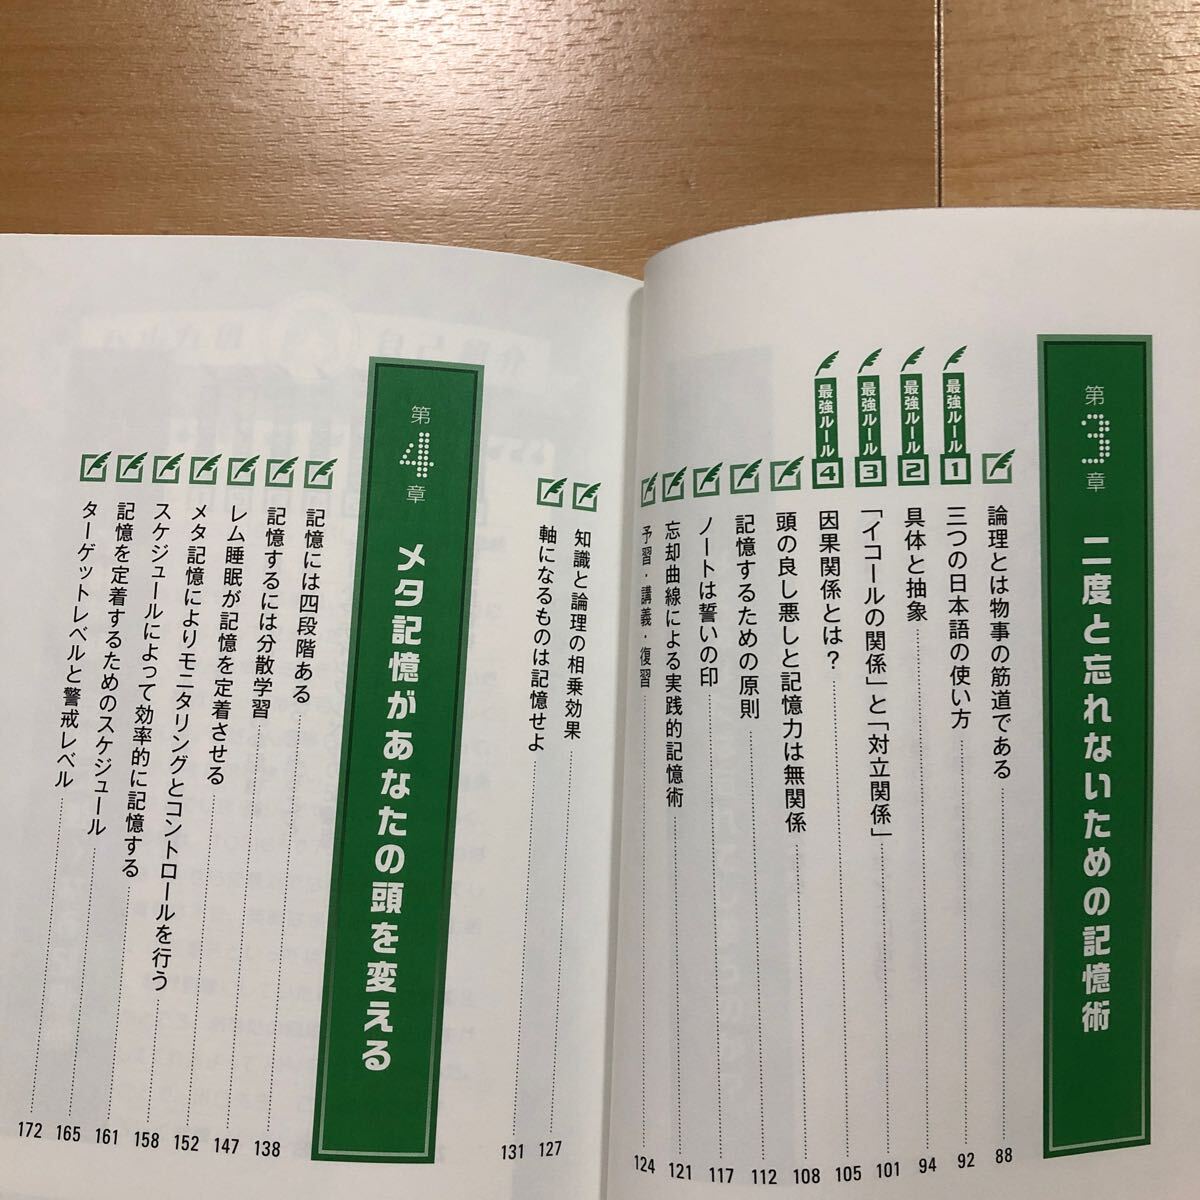 第3章 二度と忘れないための記憶術
論理とは物事の筋道である 88
最強ルール1 三つの日本語の使い方 92
最強ルール2 具体と抽象 94
最強ルール3 「イコールの関係」と「対立関係」 101
最強ルール4 因果関係とは? 105
頭の良し悪しと記憶力は無関係 108
記憶するための原則 112
ノートは誓いの印 117
忘却曲線による実践的記憶術 121
予習・講義・復習 124
知識と論理の相乗効果 127
軸になるものは記憶せよ 131
第4章 メタ記憶があなたの頭を変える
記憶には四段階ある 138
記憶するには分散学習 147
レム睡眠が記憶を定着させる 152
メタ記憶によりモニタリングとコントロールを行う 158
スケジュールによって効率的に記憶する 161
記憶を定着するためのスケジュール 165
ターゲットレベルと警戒レベル 172